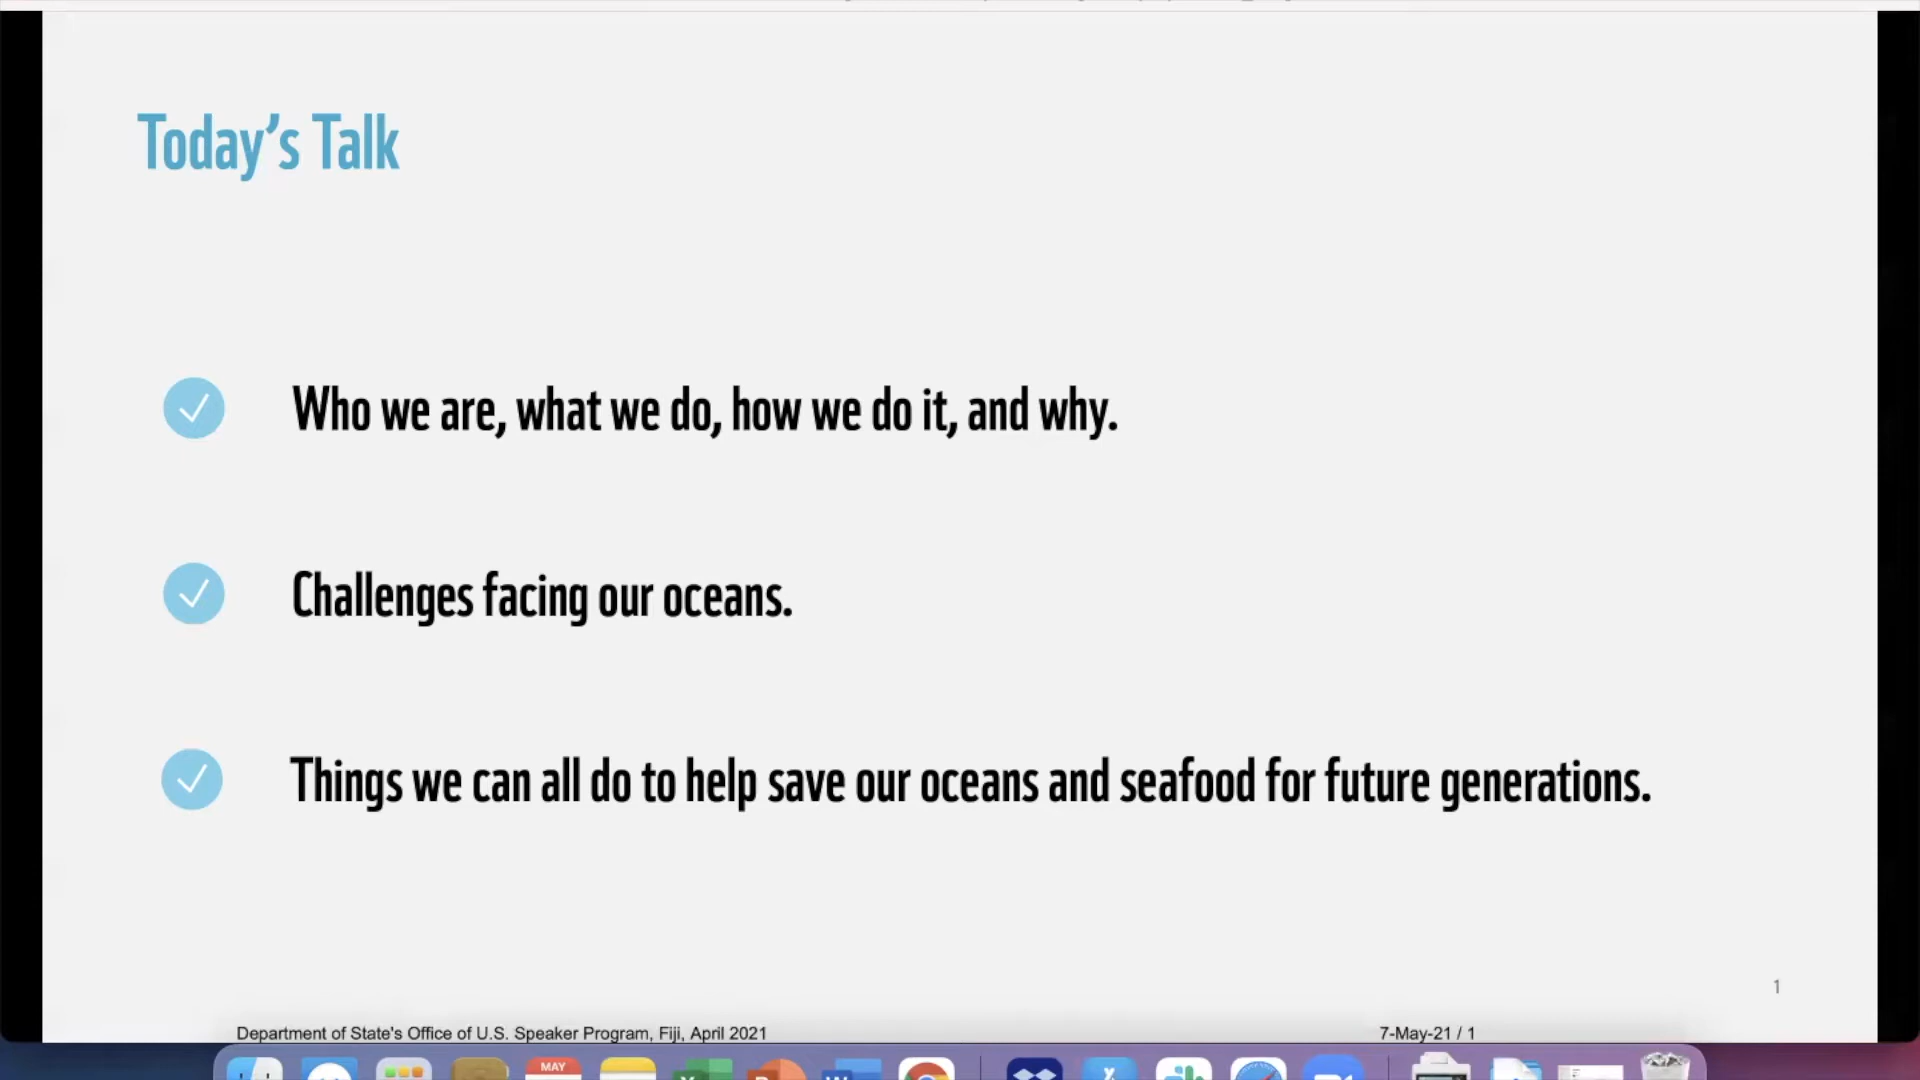 Today’s Talk
Who we are, what we do, how we do it, and why.
Challenges facing our oceans.
Things we can all do to help save our oceans and seafood for future generations.
1
Department of State's Office of U.S. Speaker Program, Fiji, April 2021
7-May-21 / 1
MAY